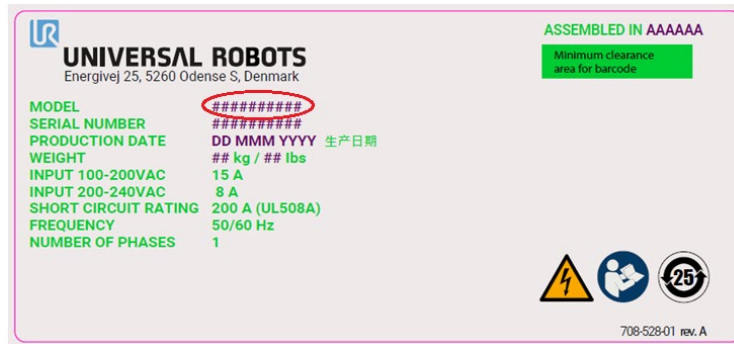 UR
UNIVERSAL ROBOTS
Energivej 25, 5260 Odense S, Denmark
ASSEMBLED IN AAAAAA
Minimum clearance
area for barcode
MODEL ##########
SERIAL NUMBER ##########
PRODUCTION DATE DD MMM YYYY 生产日期
WEIGHT ## kg / ## lbs
INPUT 100-200VAC 15 A
INPUT 200-240VAC 8 A
SHORT CIRCUIT RATING 200 A (UL508A)
FREQUENCY 50/60 Hz
NUMBER OF PHASES 1
25
708-528-01 rev. A